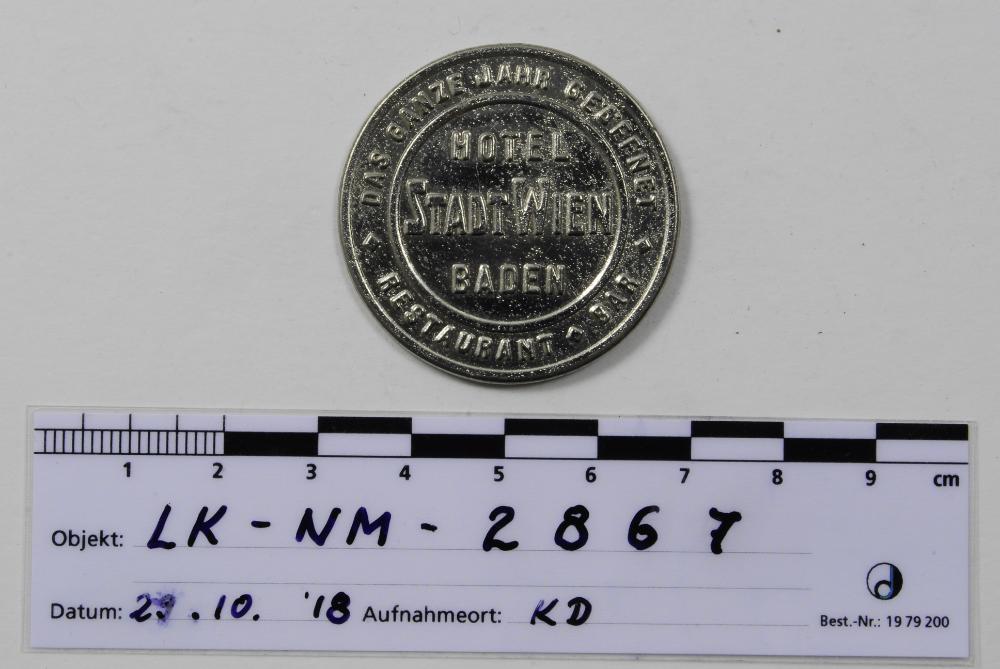 DAS GANZE JAHR GEÖFFNET
HOTEL
STADT WIEN
BADEN
RESTAURANT BAR
1 2 3 4 5 6 7 8 9 cm
Objekt: LK - NM - 2867
Datum: 29.10. '18 Aufnahmeort: KD
Best.-Nr.: 19 79 200